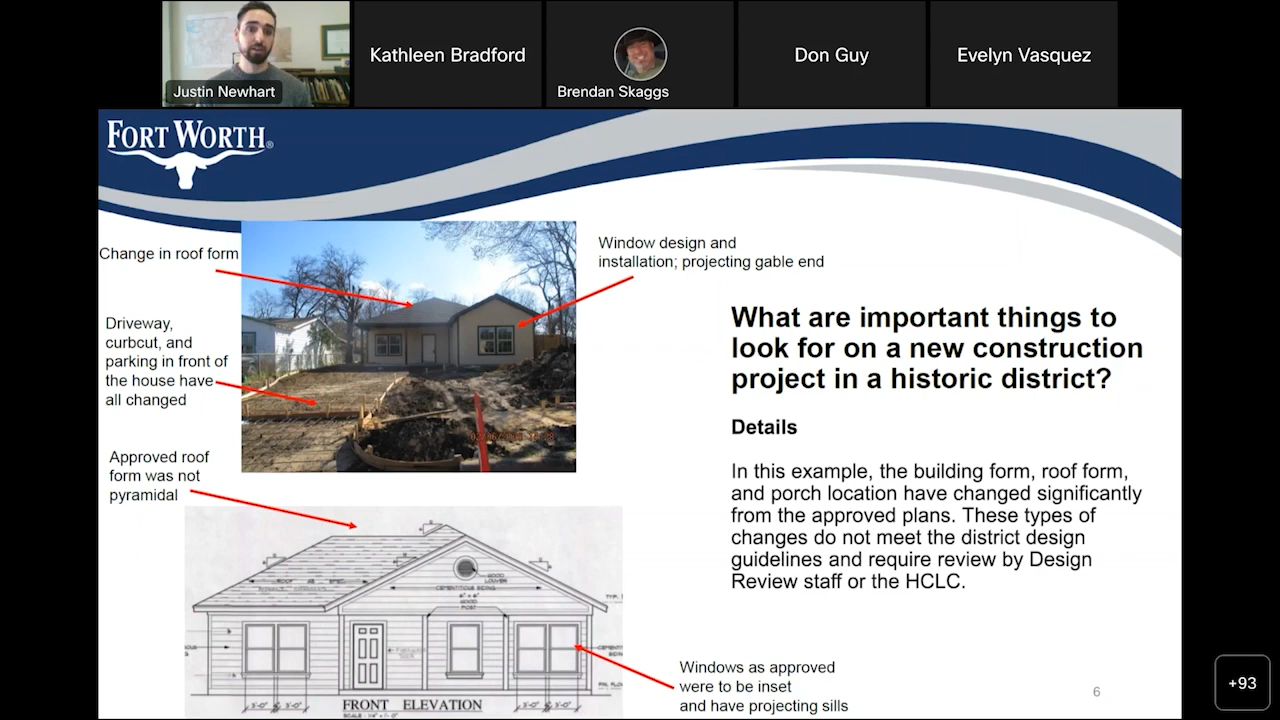 Justin Newhart
Kathleen Bradford
Brendan Skaggs
Don Guy
Evelyn Vasquez
FORT WORTH®
Change in roof form
Window design and
installation; projecting gable end
Driveway,
curbcut, and
parking in front of
the house have
all changed
Approved roof
form was not
pyramidal
What are important things to
look for on a new construction
project in a historic district?
Details
In this example, the building form, roof form,
and porch location have changed significantly
from the approved plans. These types of
changes do not meet the district design
guidelines and require review by Design
Review staff or the HCLC.
FRONT ELEVATION
Windows as approved
were to be inset
and have projecting sills
6
+93